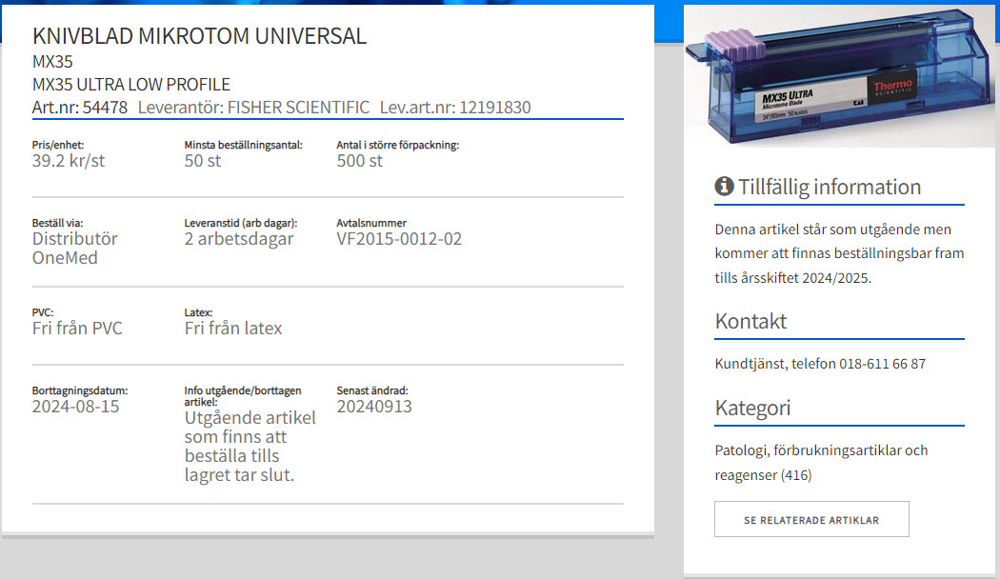 KNIVBLAD MIKROTOM UNIVERSAL
MX35
MX35 ULTRA LOW PROFILE
Art.nr: 54478 Leverantör: FISHER SCIENTIFIC Lev.art.nr: 12191830
Pris/enhet:
39.2 kr/st
Minsta beställningsantal:
50 st
Antal i större förpackning:
500 st
Beställ via:
Distributör
OneMed
Leveranstid (arb dagar):
2 arbetsdagar
Avtalsnummer
VF2015-0012-02
PVC:
Fri från PVC
Latex:
Fri från latex
Borttagningsdatum:
2024-08-15
Info utgående/borttagen
artikel:
Utgående artikel
som finns att
beställa tills
lagret tar slut.
Senast ändrad:
20240913
MX35 ULTRA
Microtome Blade
34°/80mm 50 BLADES
Thermo
SCIENTIFIC
Tillfällig information
Denna artikel står som utgående men
kommer att finnas beställningsbar fram
tills årsskiftet 2024/2025.
Kontakt
Kundtjänst, telefon 018-611 66 87
Kategori
Patologi, förbrukningsartiklar och
reagenser (416)
SE RELATERADE ARTIKLAR